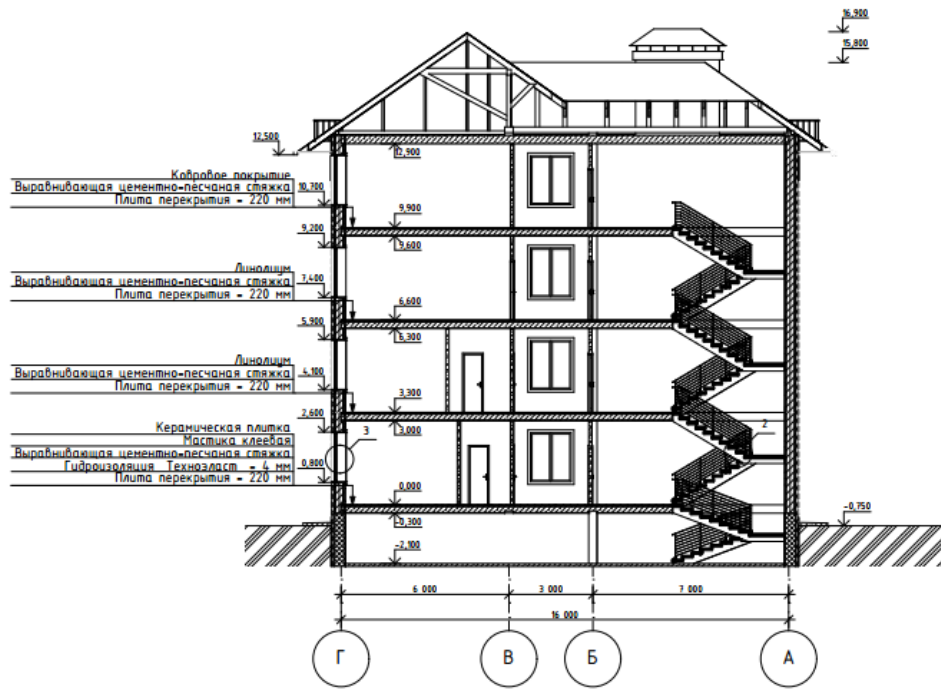 16,900
15,800
12,500
12,900
Ковровое покрытие
Выравнивающая цементно-песчаная стяжка
10,700
Плита перекрытия - 220 мм
9,900
9,200
9,600
Линолиум
Выравнивающая цементно-песчаная стяжка
7,400
Плита перекрытия - 220 мм
6,600
5,900
6,300
Линолиум
Выравнивающая цементно-песчаная стяжка
4,100
Плита перекрытия - 220 мм
3,300
2,600
3,000
Керамическая плитка
Мастика клеевая
3
2
Выравнивающая цементно-песчаная стяжка
Гидроизоляция Техноэласт - 4 мм
0,800
Плита перекрытия - 220 мм
0,000
-0,300
-0,750
-2,100
6 000
3 000
7 000
16 000
Г
В
Б
А